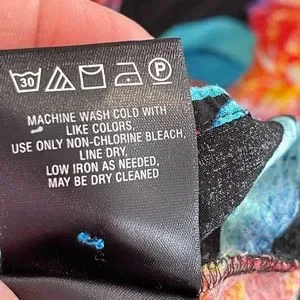 30 P
MACHINE WASH COLD WITH
LIKE COLORS,
USE ONLY NON-CHLORINE BLEACH,
LINE DRY,
LOW IRON AS NEEDED,
MAY BE DRY CLEANED